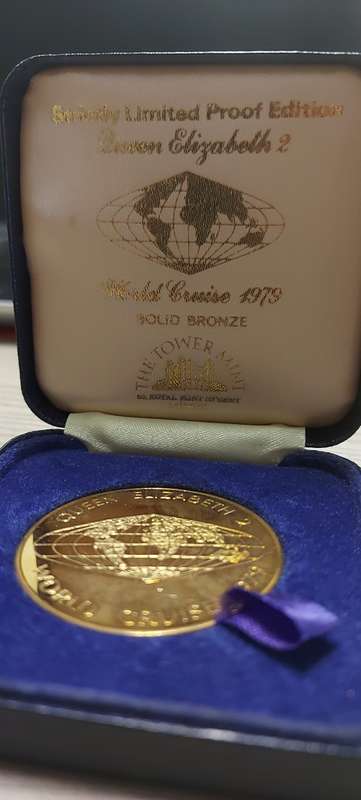 Strictly Limited Proof Edition
Queen Elizabeth 2
World Cruise 1979
SOLID BRONZE
THE TOWER MINT
QUEEN ELIZABETH 2
WORLD CRUISE